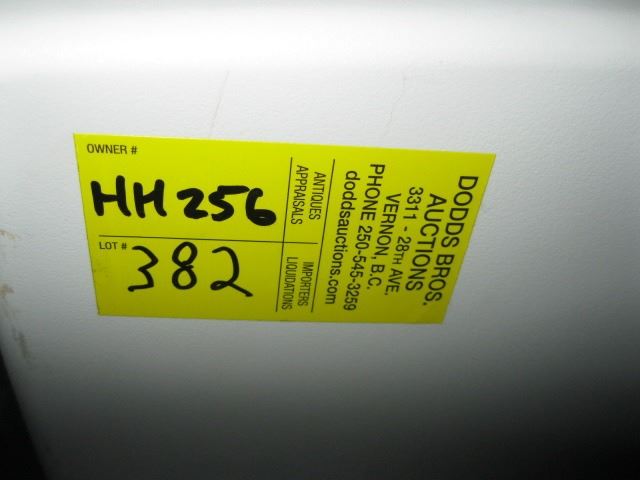 OWNER #
HH256
LOT #
382
ANTIQUES
APPRAISALS
IMPORTERS
LIQUIDATIONS
DODDS BROS.
AUCTIONS
3311 - 28TH AVE.
VERNON, B.C.
PHONE 250-545-3259
doddsauctions.com